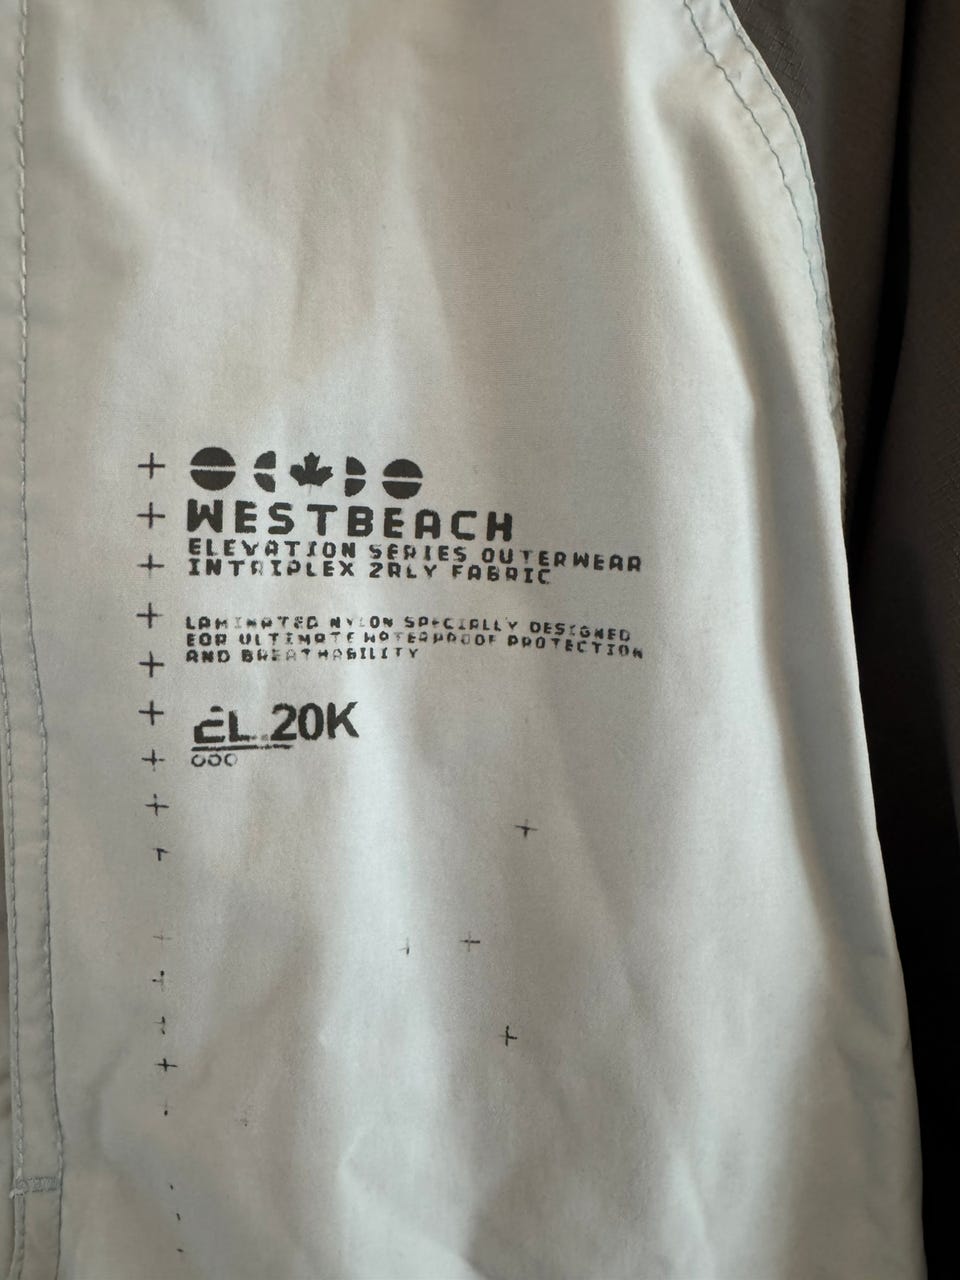 WESTBEACH
ELEVATION SERIES OUTERWEAR
INTRIPLEX 2RLY FABRIC
LAMINATED NYLON SPECIALLY DESIGNED
FOR ULTIMATE WATERPROOF PROTECTION
AND BREATHABILITY
EL.20K